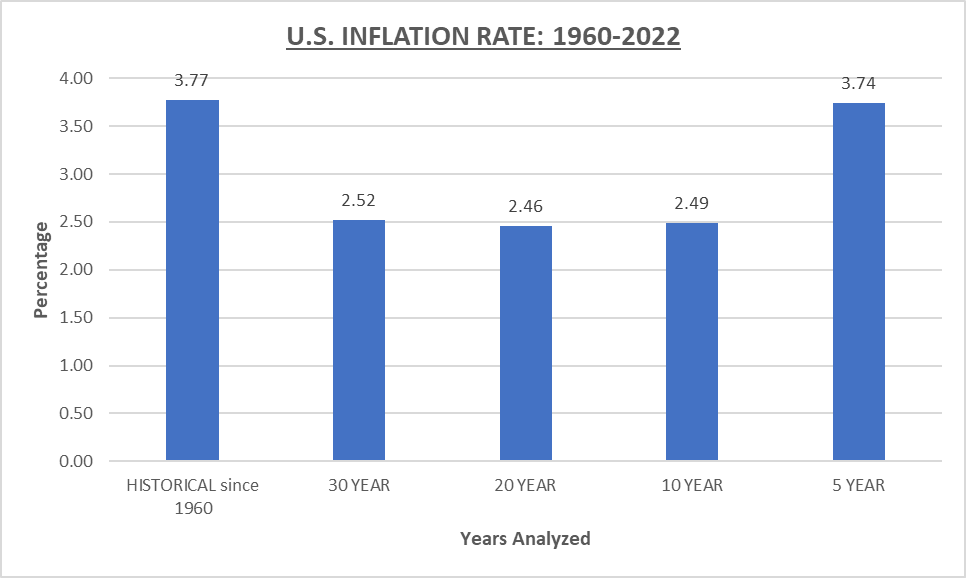 U.S. INFLATION RATE: 1960-2022
4.00
3.50
3.00
2.50
2.00
1.50
1.00
0.50
0.00
Percentage
3.77
2.52
2.46
2.49
3.74
HISTORICAL since
1960
30 YEAR
20 YEAR
10 YEAR
5 YEAR
Years Analyzed